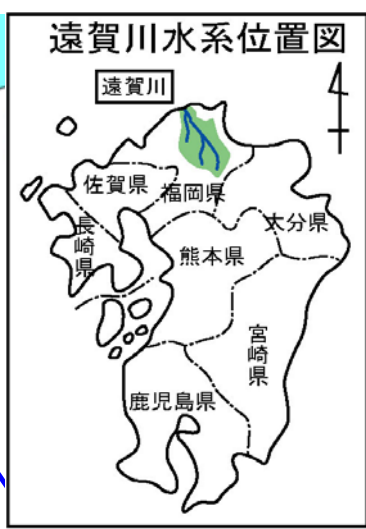 遠賀川水系位置図
遠賀川
佐賀県
福岡県
大分県
長崎県
熊本県
宮崎県
鹿児島県